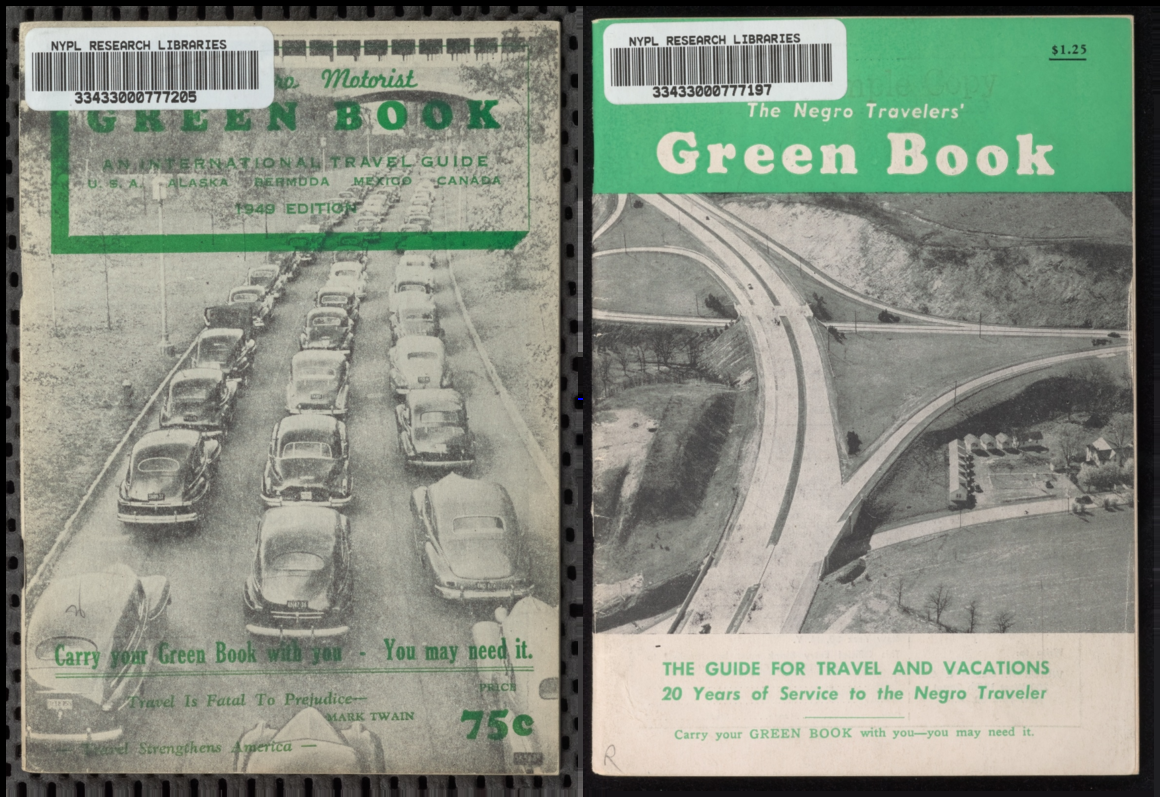 NYPL RESEARCH LIBRARIES
33433000777205
Motorist
GREEN BOOK
AN INTERNATIONAL TRAVEL GUIDE
U. S. A. ALASKA BERMUDA MEXICO CANADA
1949 EDITION
Carry your Green Book with you - You may need it.
Travel Is Fatal To Prejudice—
MARK TWAIN
PRICE
75¢
— Travel Strengthens America —
NYPL RESEARCH LIBRARIES
33433000777197
$1.25
Copy
The Negro Travelers'
Green Book
THE GUIDE FOR TRAVEL AND VACATIONS
20 Years of Service to the Negro Traveler
Carry your GREEN BOOK with you—you may need it.
R